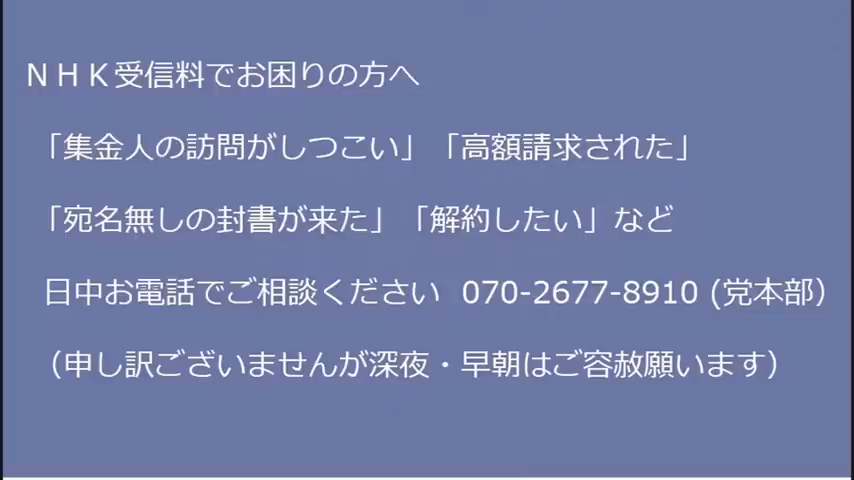 ＮＨＫ受信料でお困りの方へ
「集金人の訪問がしつこい」「高額請求された」
「宛名無しの封書が来た」「解約したい」など
日中お電話でご相談ください 070-2677-8910 (党本部）
（申し訳ございませんが深夜・早朝はご容赦願います）